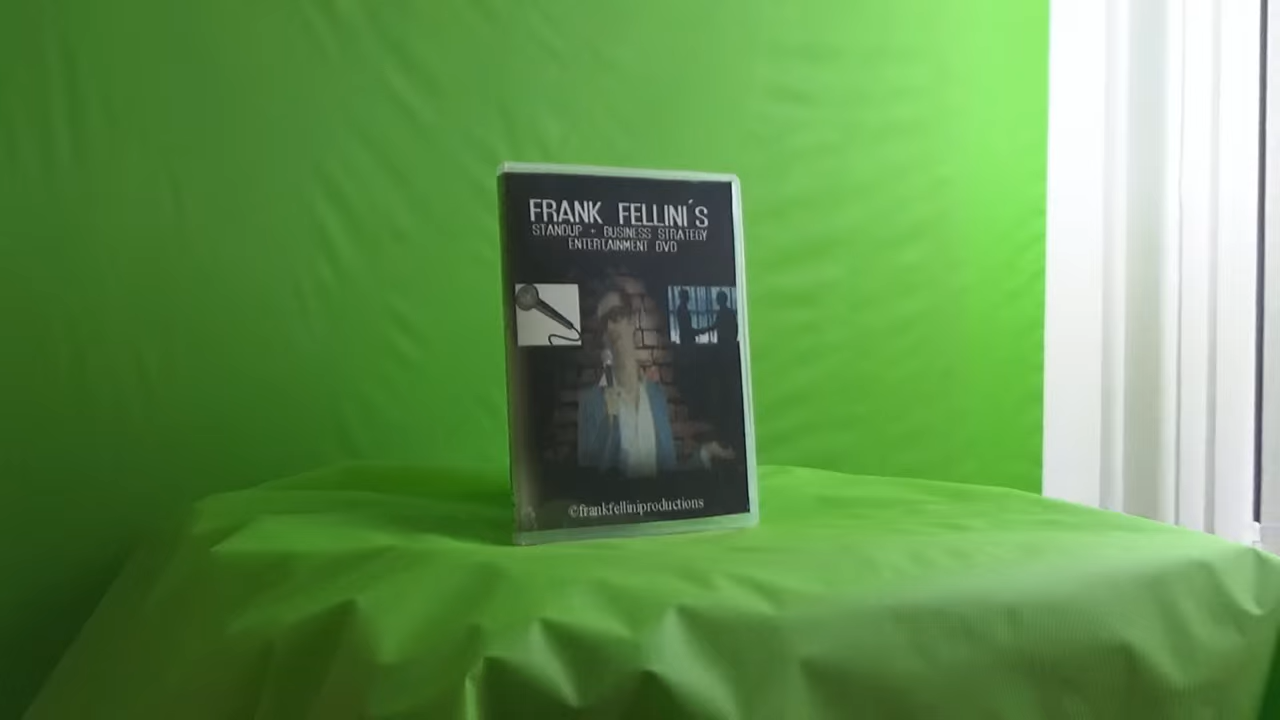 FRANK FELLINI´S
STANDUP + BUSINESS STRATEGY
ENTERTAINMENT DVD
©frankfelliniproductions